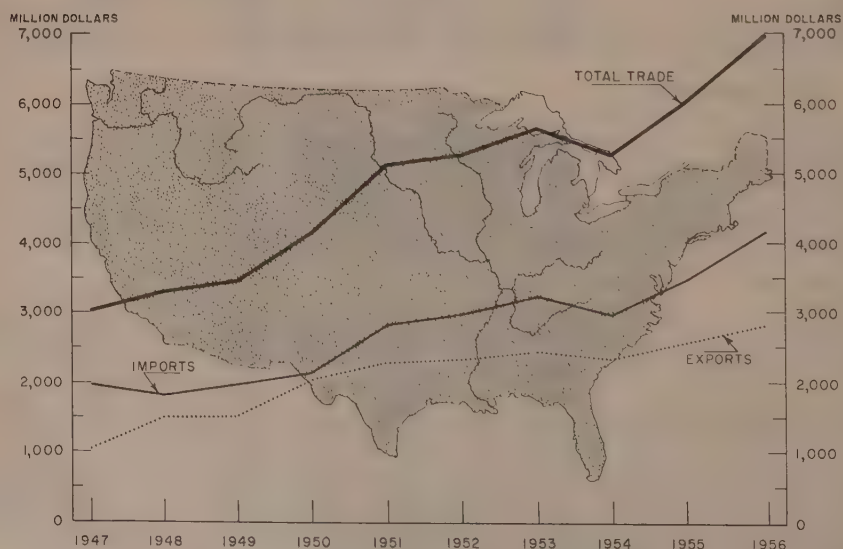 MILLION DOLLARS MILLION DOLLARS
7,000 7,000
TOTAL TRADE
6,000 6,000
5,000 5,000
4,000 4,000
3,000 3,000
IMPORTS EXPORTS
2,000 2,000
1,000 1,000
0 0
1947 1948 1949 1950 1951 1952 1953 1954 1955 1956